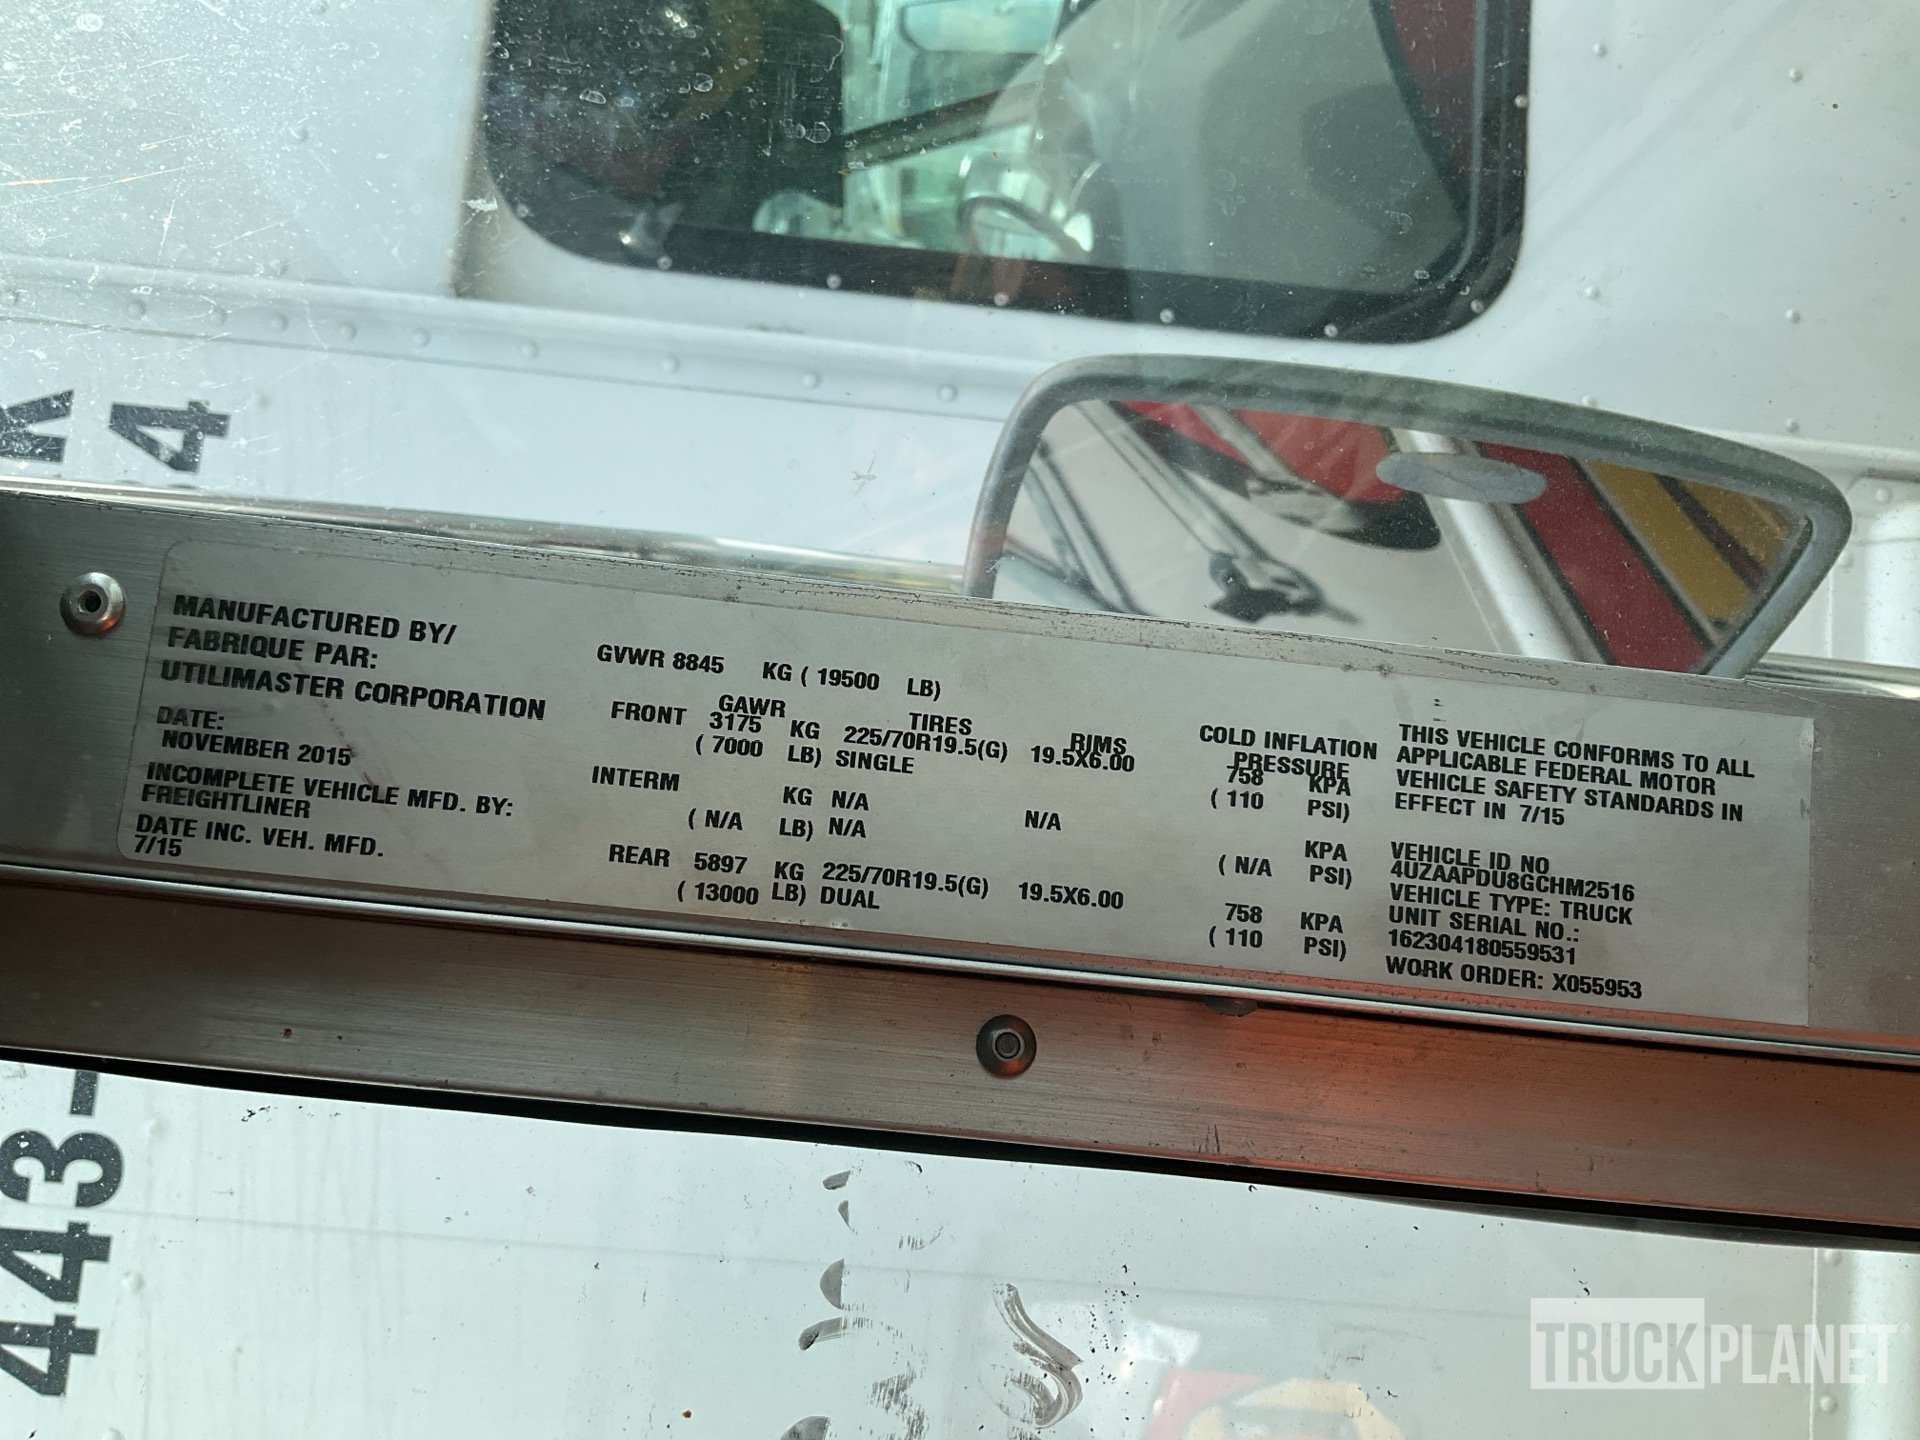 MANUFACTURED BY/
FABRIQUE PAR:
UTILIMASTER CORPORATION
DATE:
NOVEMBER 2015
INCOMPLETE VEHICLE MFD. BY:
FREIGHTLINER
DATE INC. VEH. MFD.
7/15
GVWR 8845 KG ( 19500 LB)
GAWR TIRES RIMS COLD INFLATION PRESSURE
FRONT 3175 KG 225/70R19.5(G) 19.5X6.00 758 KPA
( 7000 LB) SINGLE ( 110 PSI)
INTERM KG N/A N/A KPA
( N/A LB) N/A ( N/A PSI)
REAR 5897 KG 225/70R19.5(G) 19.5X6.00 758 KPA
( 13000 LB) DUAL ( 110 PSI)
THIS VEHICLE CONFORMS TO ALL
APPLICABLE FEDERAL MOTOR
VEHICLE SAFETY STANDARDS IN
EFFECT IN 7/15
VEHICLE ID NO
4UZAAPDU8GCHM2516
VEHICLE TYPE: TRUCK
UNIT SERIAL NO.:
162304180559531
WORK ORDER: X055953
K
4
443-
TRUCKPLANET